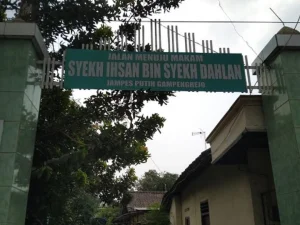 JALAN MENUJU MAKAM
SYEKH IHSAN BIN SYEKH DAHLAN
JAMPES PUTIH GAMPENGREJO